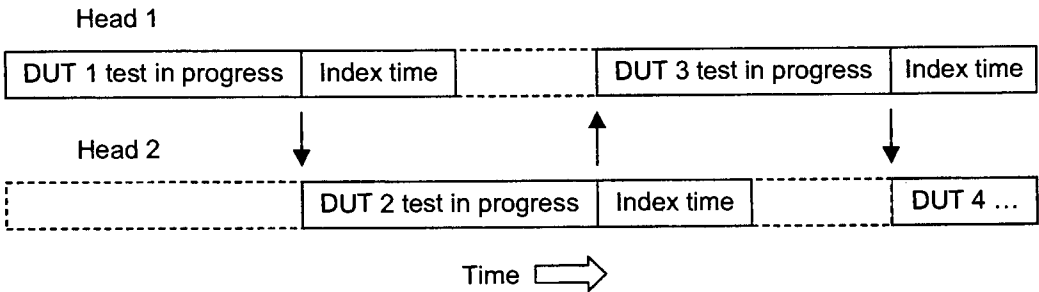 Head 1
DUT 1 test in progress Index time DUT 3 test in progress Index time
Head 2
DUT 2 test in progress Index time DUT 4 ...
Time